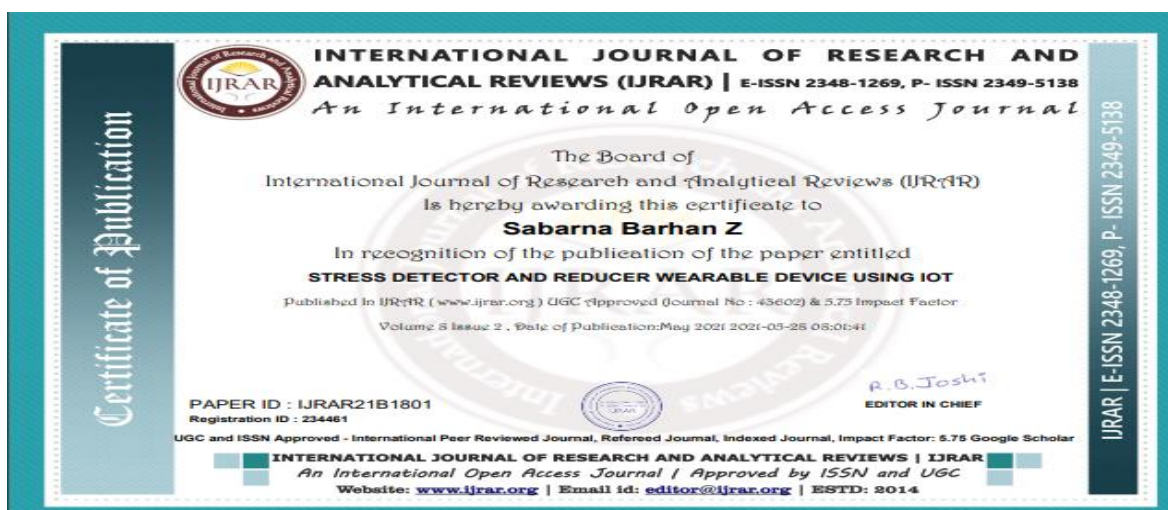 INTERNATIONAL JOURNAL OF RESEARCH AND
ANALYTICAL REVIEWS (IJRAR) | E-ISSN 2348-1269, P- ISSN 2349-5138
An International Open Access Journal
IJRAR
Certificate of Publication
The Board of
International Journal of Research and Analytical Reviews (IJRAR)
Is hereby awarding this certificate to
Sabarna Barhan Z
In recognition of the publication of the paper entitled
STRESS DETECTOR AND REDUCER WEARABLE DEVICE USING IOT
Published In IJRAR ( www.ijrar.org ) UGC Approved (Journal No : 43602) & 5.75 Impact Factor
Volume 8 Issue 2 , Date of Publication:May 2021
R.B.Joshi
PAPER ID : IJRAR21B1801
EDITOR IN CHIEF
Registration ID : 234461
UGC and ISSN Approved - International Peer Reviewed Journal, Refereed Journal, Indexed Journal, Impact Factor: 5.75 Google Scholar
INTERNATIONAL JOURNAL OF RESEARCH AND ANALYTICAL REVIEWS | IJRAR
An International Open Access Journal | Approved by ISSN and UGC
Website: www.ijrar.org | Email id: editor@ijrar.org | ESTD: 2014
IJRAR | E-ISSN 2348-1269, P- ISSN 2349-5138